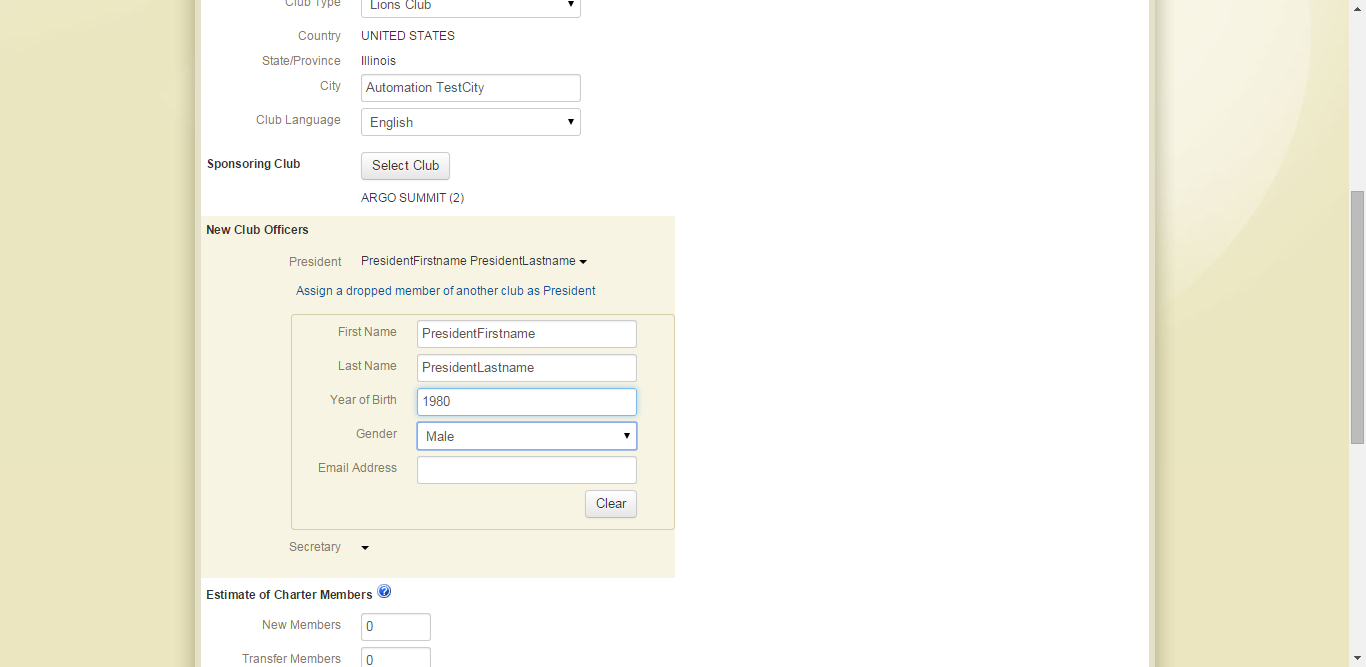 Club Type Lions Club
Country UNITED STATES
State/Province Illinois
City Automation TestCity
Club Language English
Sponsoring Club Select Club
ARGO SUMMIT (2)
New Club Officers
President PresidentFirstname PresidentLastname
Assign a dropped member of another club as President
First Name PresidentFirstname
Last Name PresidentLastname
Year of Birth 1980
Gender Male
Email Address
Clear
Secretary
Estimate of Charter Members ?
New Members 0
Transfer Members 0